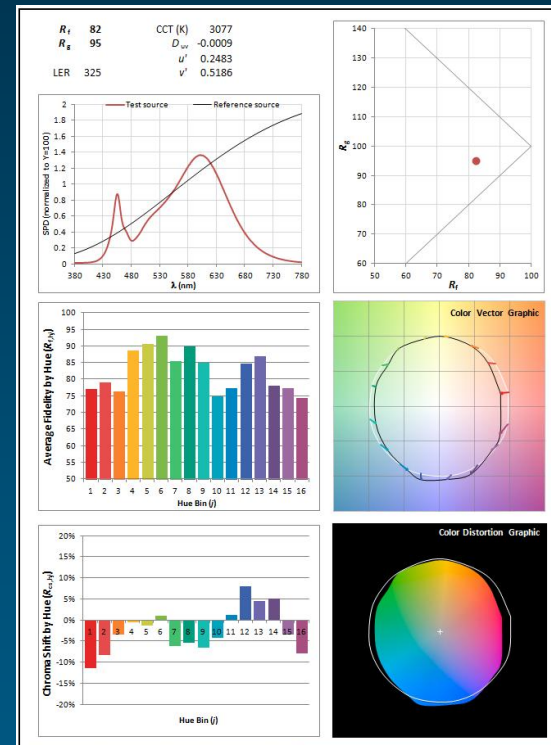 Rf 82 CCT (K) 3077
Rg 95 Duv -0.0009
u' 0.2483
LER 325 v' 0.5186
2
1.8
1.6
1.4
1.2
1
0.8
0.6
0.4
0.2
0
SPD (normalized to Y=100)
Test source Reference source
380 430 480 530 580 630 680 730 780
λ (nm)
140
130
120
110
100
90
80
70
60
Rg
50 60 70 80 90 100
Rf
100
95
90
85
80
75
70
65
60
55
50
Average Fidelity by Hue (Rf,hj)
1 2 3 4 5 6 7 8 9 10 11 12 13 14 15 16
Hue Bin (j)
Color Vector Graphic
20%
15%
10%
5%
0%
-5%
-10%
-15%
-20%
Chroma Shift by Hue (Rcs,hj)
1 2 3 4 5 6 7 8 9 10 11 12 13 14 15 16
Hue Bin (j)
Color Distortion Graphic